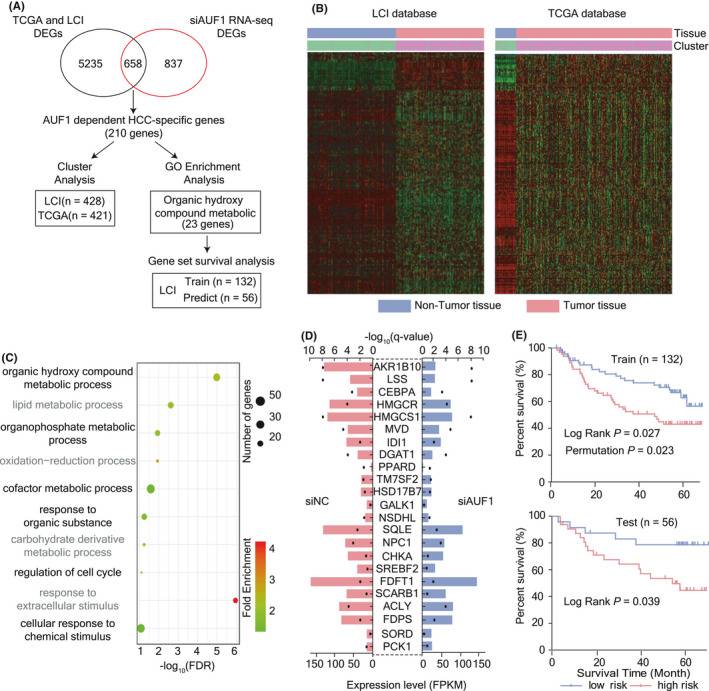 (A)
TCGA and LCI
DEGs
siAUF1 RNA-seq
DEGs
5235
658
837
AUF1 dependent HCC-specific genes
(210 genes)
Cluster
Analysis
GO Enrichment
Analysis
LCI(n = 428)
TCGA(n = 421)
Organic hydroxy
compound metabolic
(23 genes)
Gene set survival analysis
LCI
Train (n = 132)
Predict (n = 56)
(B)
LCI database
TCGA database
Tissue
Cluster
Non-Tumor tissue
Tumor tissue
(C)
organic hydroxy compound
metabolic process
lipid metabolic process
organophosphate metabolic
process
oxidation−reduction process
cofactor metabolic process
response to
organic substance
carbohydrate derivative
metabolic process
regulation of cell cycle
response to
extracellular stimulus
cellular response to
chemical stimulus
1 2 3 4 5 6
-log10(FDR)
Number of genes
50
30
20
Fold Enrichment
4
3
2
(D)
-log10(q-value)
10 8 6 4 2 0
0 2 4 6 8 10
siNC
siAUF1
AKR1B10
LSS
CEBPA
HMGCR
HMGCS1
MVD
IDI1
DGAT1
PPARD
TM7SF2
HSD17B7
GALK1
NSDHL
SQLE
NPC1
CHKA
SREBF2
FDFT1
SCARB1
ACLY
FDPS
SORD
PCK1
150 100 50 0
0 50 100 150
Expression level (FPKM)
(E)
Percent survival (%)
100
80
60
40
20
0
Train (n = 132)
Log Rank P = 0.027
Permutation P = 0.023
0 20 40 60
Percent survival (%)
100
80
60
40
20
0
Test (n = 56)
Log Rank P = 0.039
0 20 40 60
Survival Time (Month)
low risk
high risk